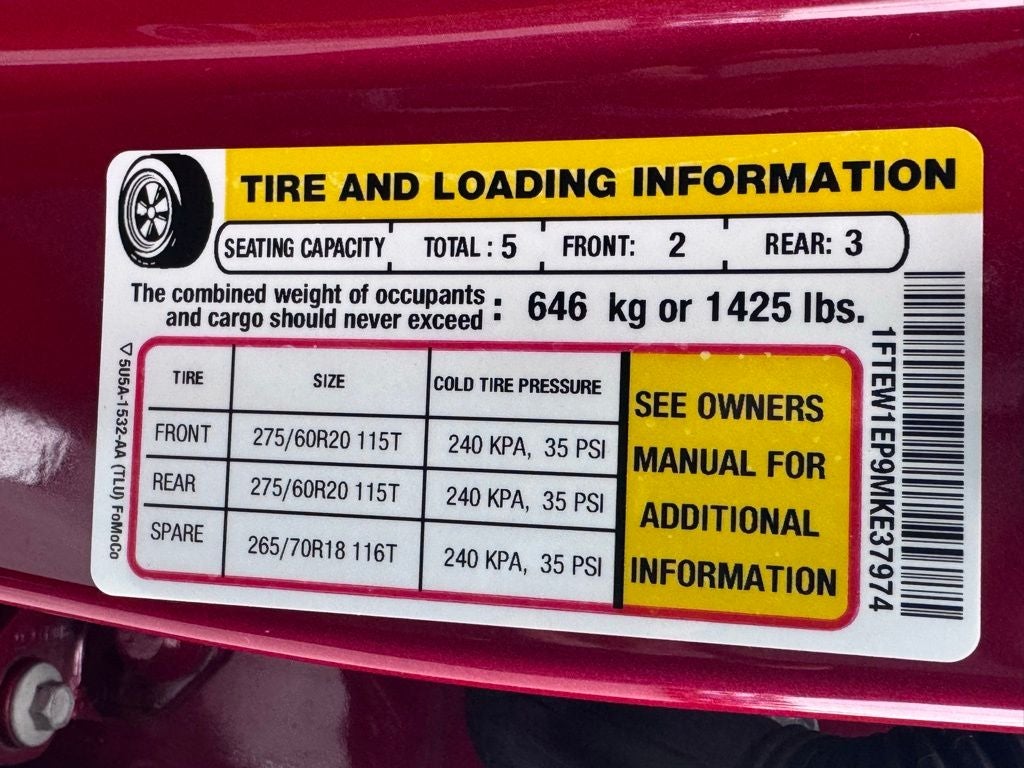 TIRE AND LOADING INFORMATION
SEATING CAPACITY TOTAL : 5 FRONT: 2 REAR: 3
The combined weight of occupants
and cargo should never exceed : 646 kg or 1425 lbs.
TIRE SIZE COLD TIRE PRESSURE
FRONT 275/60R20 115T 240 KPA, 35 PSI
REAR 275/60R20 115T 240 KPA, 35 PSI
SPARE 265/70R18 116T 240 KPA, 35 PSI
SEE OWNERS
MANUAL FOR
ADDITIONAL
INFORMATION
5U5A-1532-AA (TLU) FoMoCo
1FTEW1EP9MKE37974